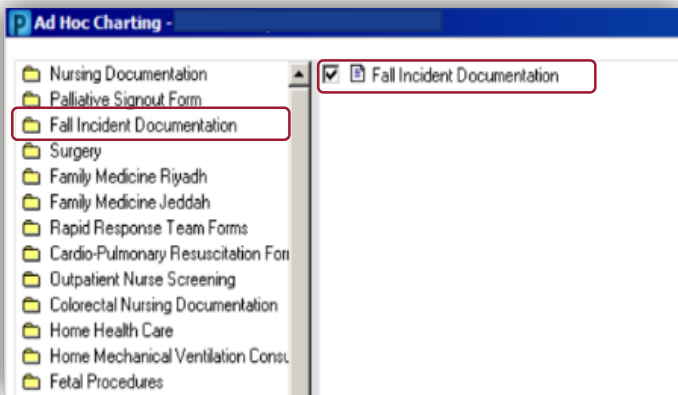 P Ad Hoc Charting -
Nursing Documentation
Palliative Signout Form
Fall Incident Documentation
Surgery
Family Medicine Riyadh
Family Medicine Jeddah
Rapid Response Team Forms
Cardio-Pulmonary Resuscitation Forr
Outpatient Nurse Screening
Colorectal Nursing Documentation
Home Health Care
Home Mechanical Ventilation Consu
Fetal Procedures
Fall Incident Documentation